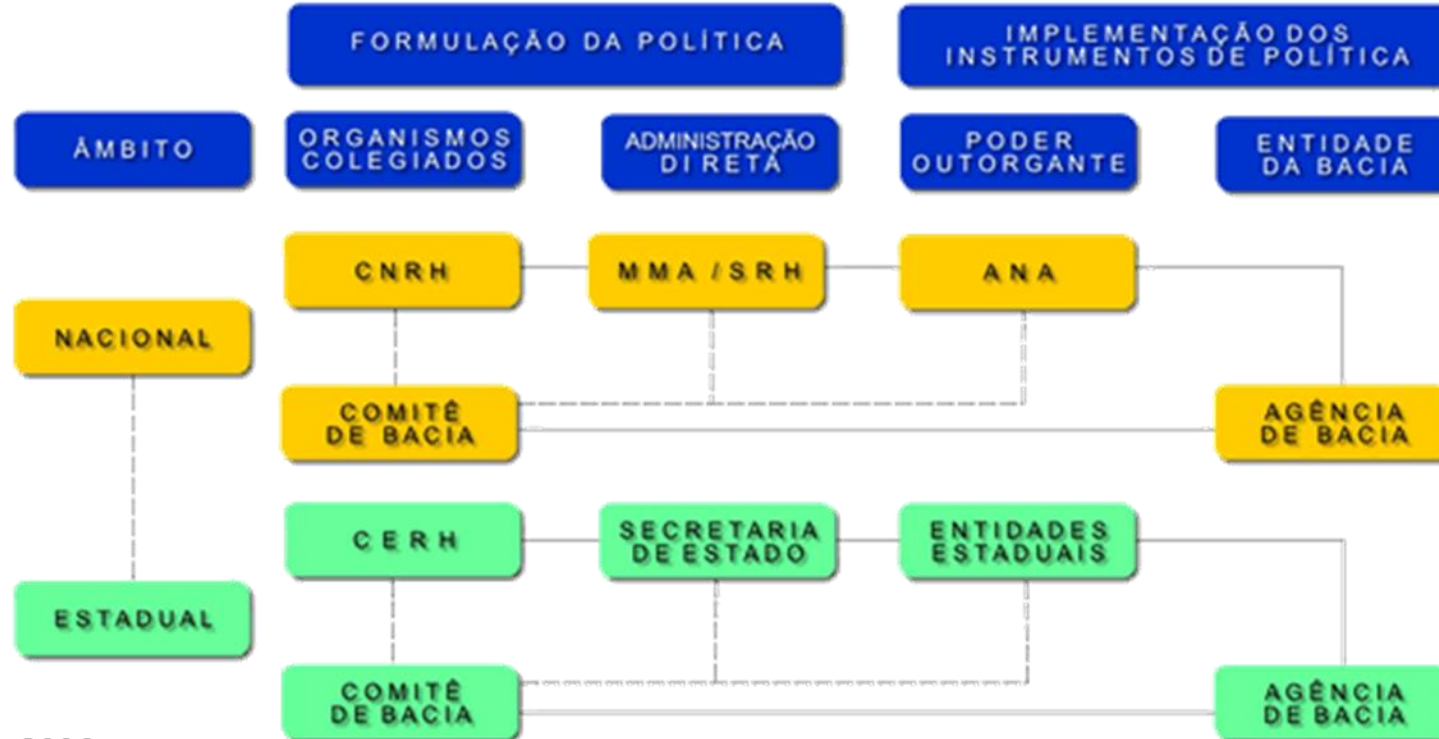 FORMULAÇÃO DA POLÍTICA
IMPLEMENTAÇÃO DOS
INSTRUMENTOS DE POLÍTICA
ÂMBITO
ORGANISMOS
COLEGIADOS
ADMINISTRAÇÃO
DIRETA
PODER
OUTORGANTE
ENTIDADE
DA BACIA
NACIONAL
CNRH
MMA / SRH
ANA
COMITÊ
DE BACIA
AGÊNCIA
DE BACIA
ESTADUAL
CERH
SECRETARIA
DE ESTADO
ENTIDADES
ESTADUAIS
COMITÊ
DE BACIA
AGÊNCIA
DE BACIA